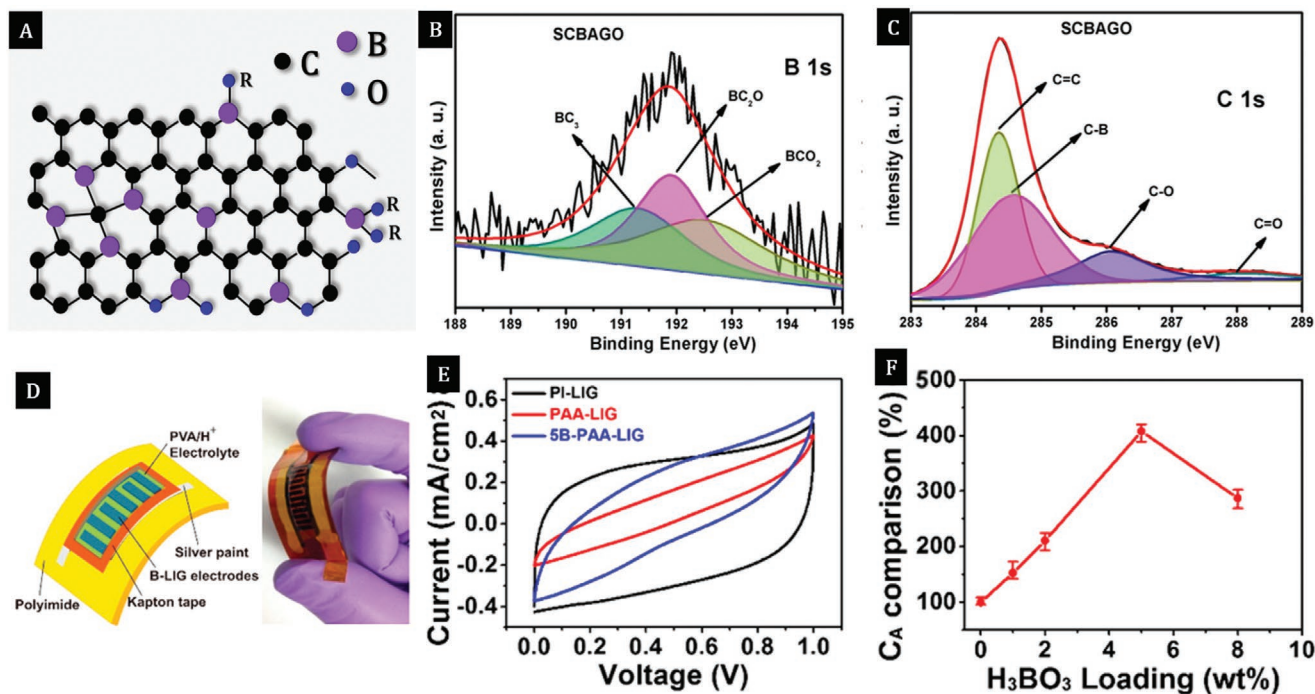 A
C
B
O
R
R
R
B
SCBAGO
B 1s
BC₃
BC₂O
BCO₂
Intensity (a. u.)
188 189 190 191 192 193 194 195
Binding Energy (eV)
C
SCBAGO
C 1s
C=C
C-B
C-O
C=O
Intensity (a. u.)
283 284 285 286 287 288 289
Binding Energy (eV)
D
PVA/H⁺
Electrolyte
Silver paint
B-LIG electrodes
Kapton tape
Polyimide
E
PI-LIG
PAA-LIG
5B-PAA-LIG
Current (mA/cm²)
0.6
0.4
0.2
0.0
-0.2
-0.4
0.0 0.2 0.4 0.6 0.8 1.0
Voltage (V)
F
C_A comparison (%)
500
400
300
200
100
0 2 4 6 8 10
H₃BO₃ Loading (wt%)